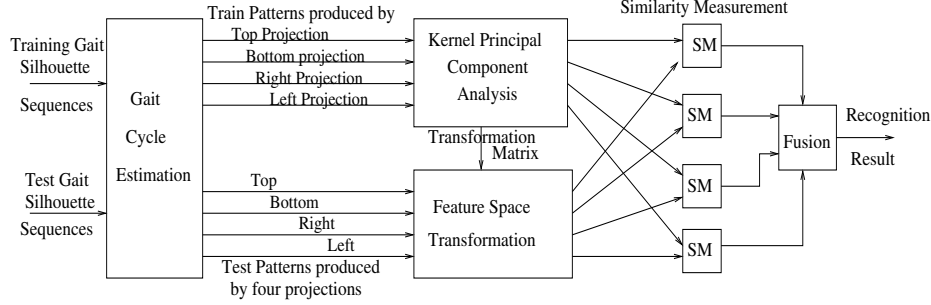 Similarity Measurement
Train Patterns produced by
Top Projection
Bottom projection
Right Projection
Left Projection
Training Gait
Silhouette
Sequences
Gait
Cycle
Estimation
Kernel Principal
Component
Analysis
SM
SM
SM
SM
Fusion
Recognition
Result
Transformation
Matrix
Test Gait
Silhouette
Sequences
Top
Bottom
Right
Left
Test Patterns produced
by four projections
Feature Space
Transformation